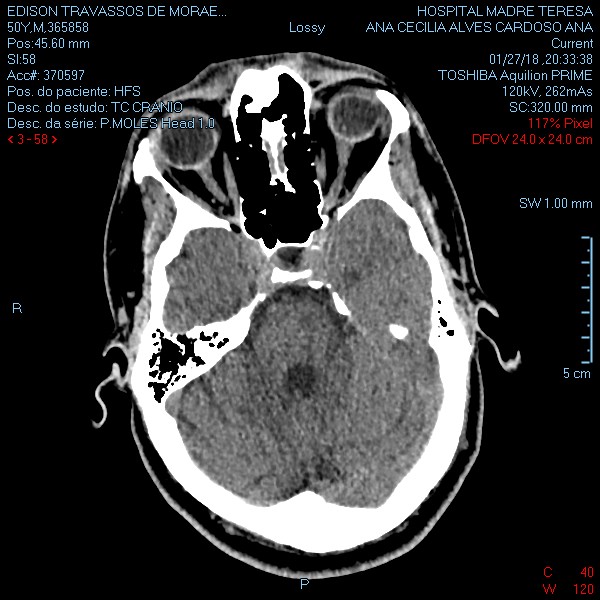 EDISON TRAVASSOS DE MORAE...
50Y,M,365858
Pos:45.60 mm
SI:58
Acc#: 370597
Pos. do paciente: HFS
Desc. do estudo: TC CRANIO
Desc. da série: P.MOLES Head 1.0
< 3 - 58 >
Lossy
HOSPITAL MADRE TERESA
ANA CECILIA ALVES CARDOSO ANA
Current
01/27/18 ,20:33:38
TOSHIBA Aquilion PRIME
120kV, 262mAs
SC:320.00 mm
117% Pixel
DFOV 24.0 x 24.0 cm
SW 1.00 mm
R
5 cm
P
C 40
W 120